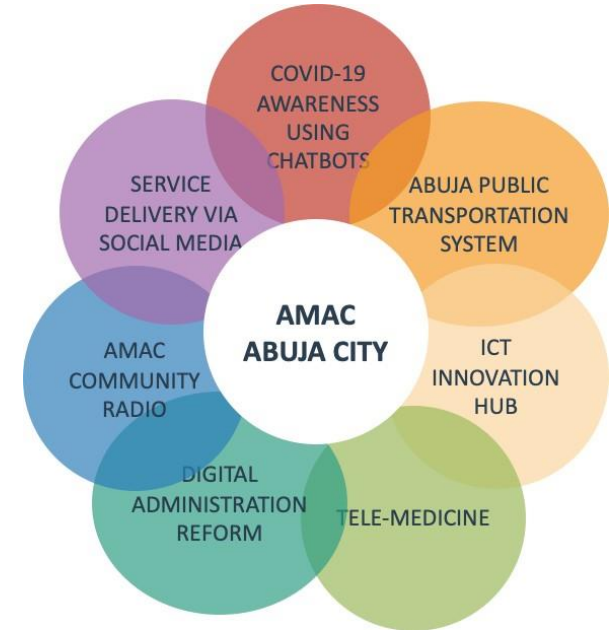 COVID-19
AWARENESS
USING
CHATBOTS
ABUJA PUBLIC
TRANSPORTATION
SYSTEM
ICT
INNOVATION
HUB
TELE-MEDICINE
DIGITAL
ADMINISTRATION
REFORM
AMAC
COMMUNITY
RADIO
SERVICE
DELIVERY VIA
SOCIAL MEDIA
AMAC
ABUJA CITY